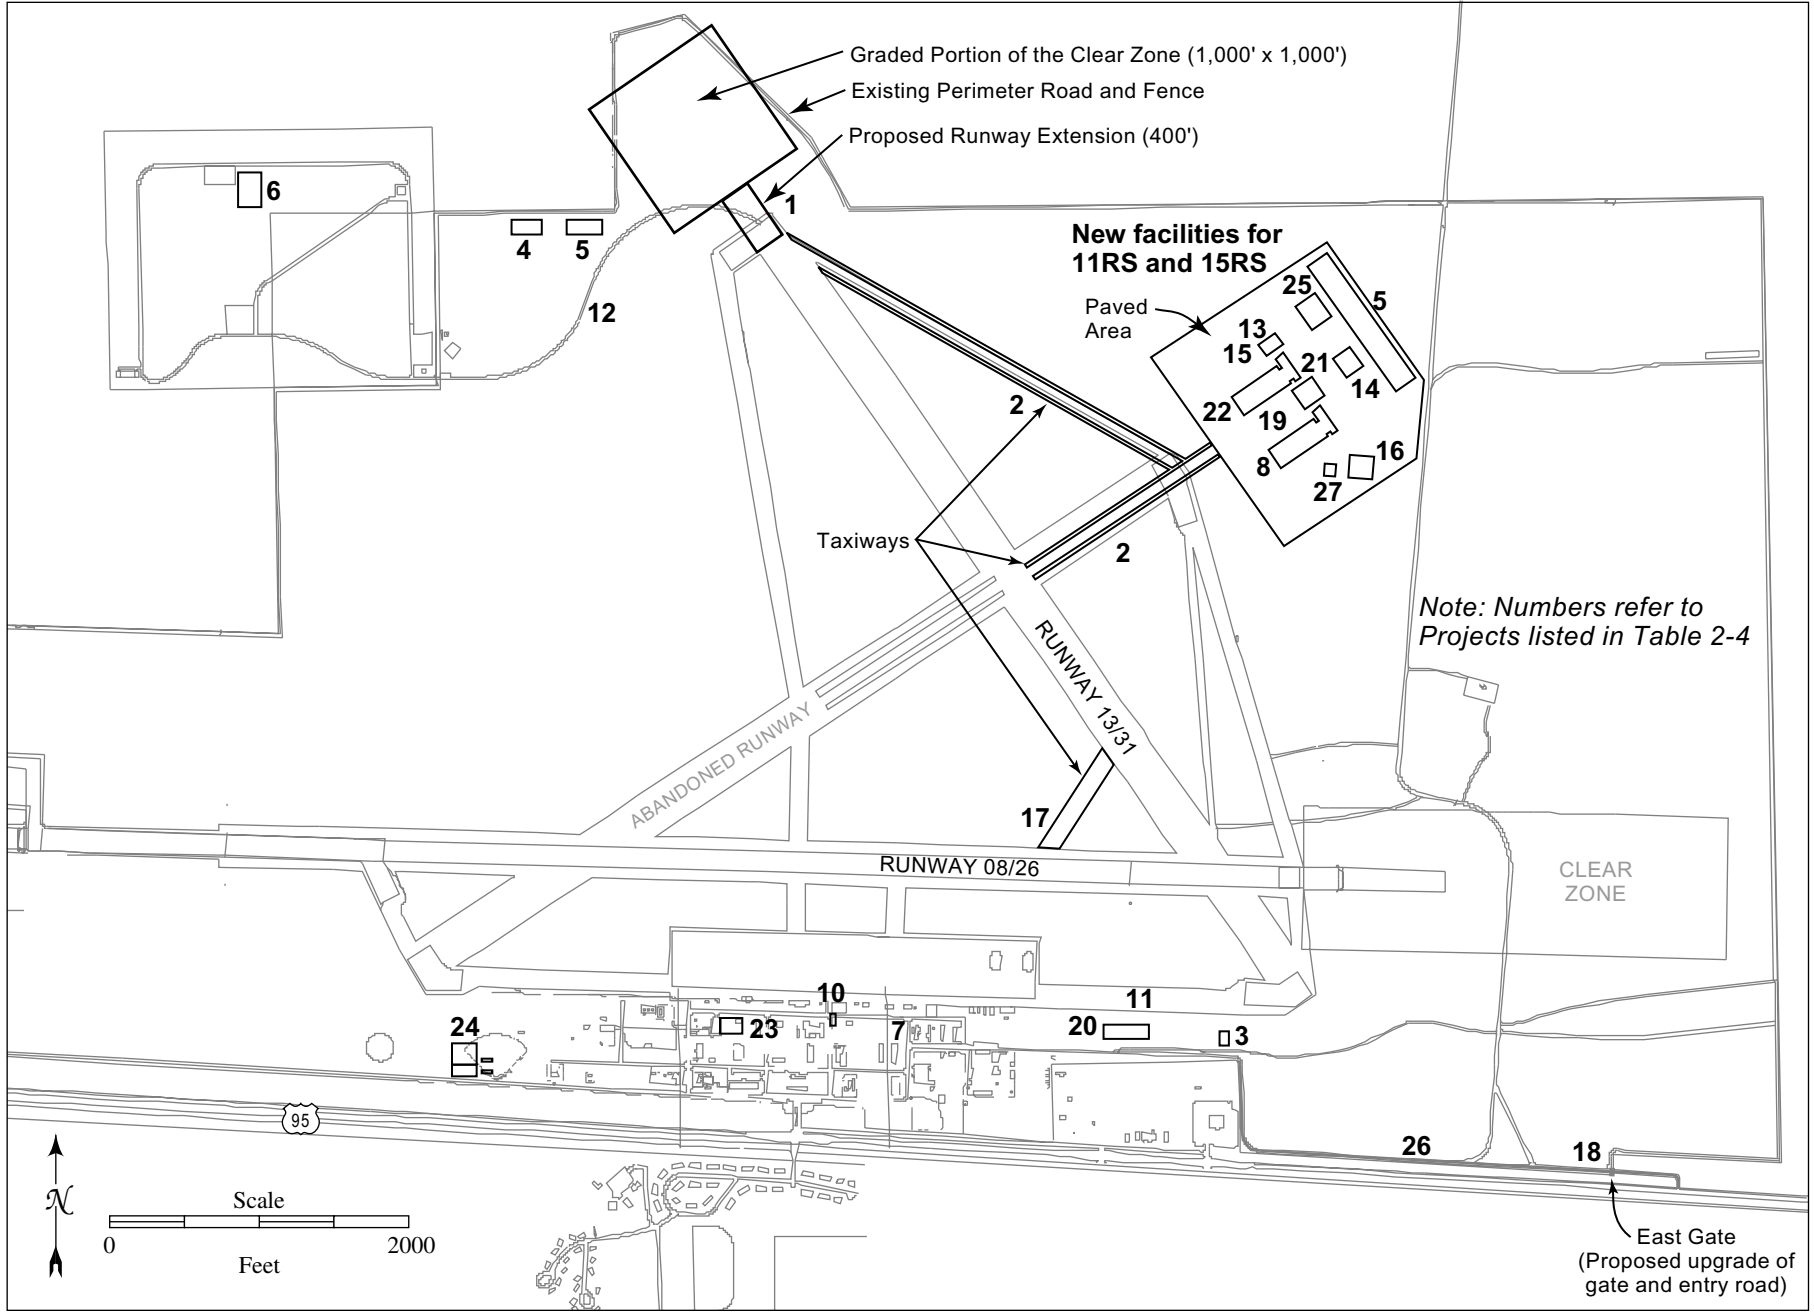 Graded Portion of the Clear Zone (1,000' x 1,000')
Existing Perimeter Road and Fence
Proposed Runway Extension (400')
6
1
4
5
12
New facilities for
11RS and 15RS
Paved
Area
25
5
13
15
21
14
22
19
8
16
27
2
2
Taxiways
Note: Numbers refer to
Projects listed in Table 2-4
RUNWAY 13/31
ABANDONED RUNWAY
17
RUNWAY 08/26
CLEAR
ZONE
10
11
24
23
7
20
3
95
26
18
N
Scale
0
2000
Feet
East Gate
(Proposed upgrade of
gate and entry road)